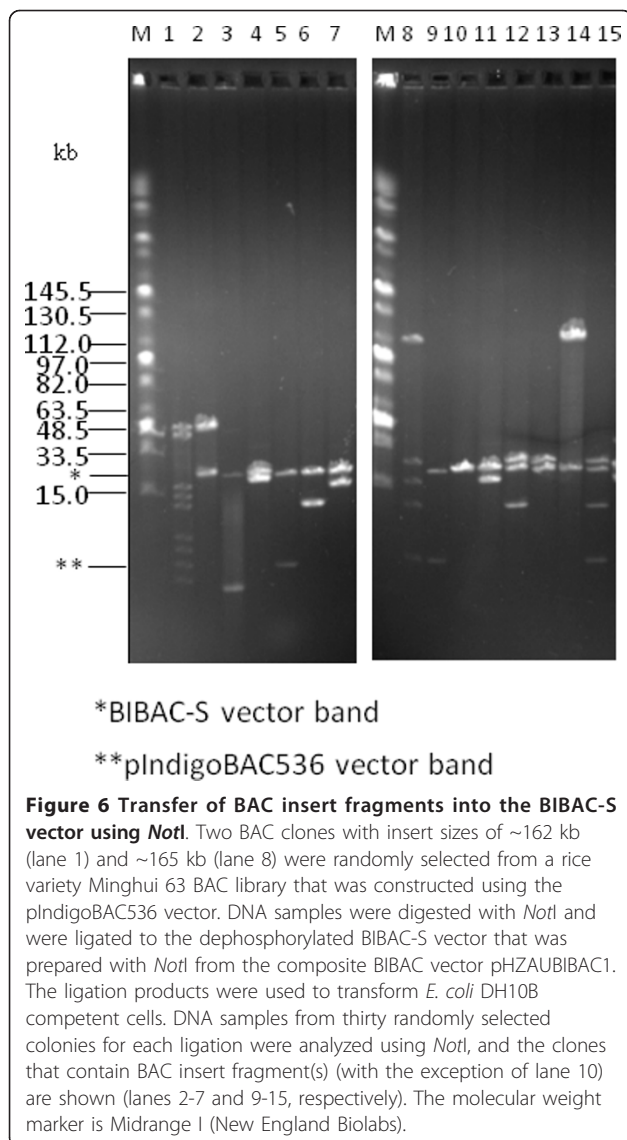 M 1 2 3 4 5 6 7 M 8 9 10 11 12 13 14 15
kb
145.5
130.5
112.0
97.0
82.0
63.5
48.5
33.5
*
15.0
**
*BIBAC-S vector band
**pIndigoBAC536 vector band
Figure 6 Transfer of BAC insert fragments into the BIBAC-S
vector using NotI. Two BAC clones with insert sizes of ~162 kb
(lane 1) and ~165 kb (lane 8) were randomly selected from a rice
variety Minghui 63 BAC library that was constructed using the
pIndigoBAC536 vector. DNA samples were digested with NotI and
were ligated to the dephosphorylated BIBAC-S vector that was
prepared with NotI from the composite BIBAC vector pHZAUBIBAC1.
The ligation products were used to transform E. coli DH10B
competent cells. DNA samples from thirty randomly selected
colonies for each ligation were analyzed using NotI, and the clones
that contain BAC insert fragment(s) (with the exception of lane 10)
are shown (lanes 2-7 and 9-15, respectively). The molecular weight
marker is Midrange I (New England Biolabs).